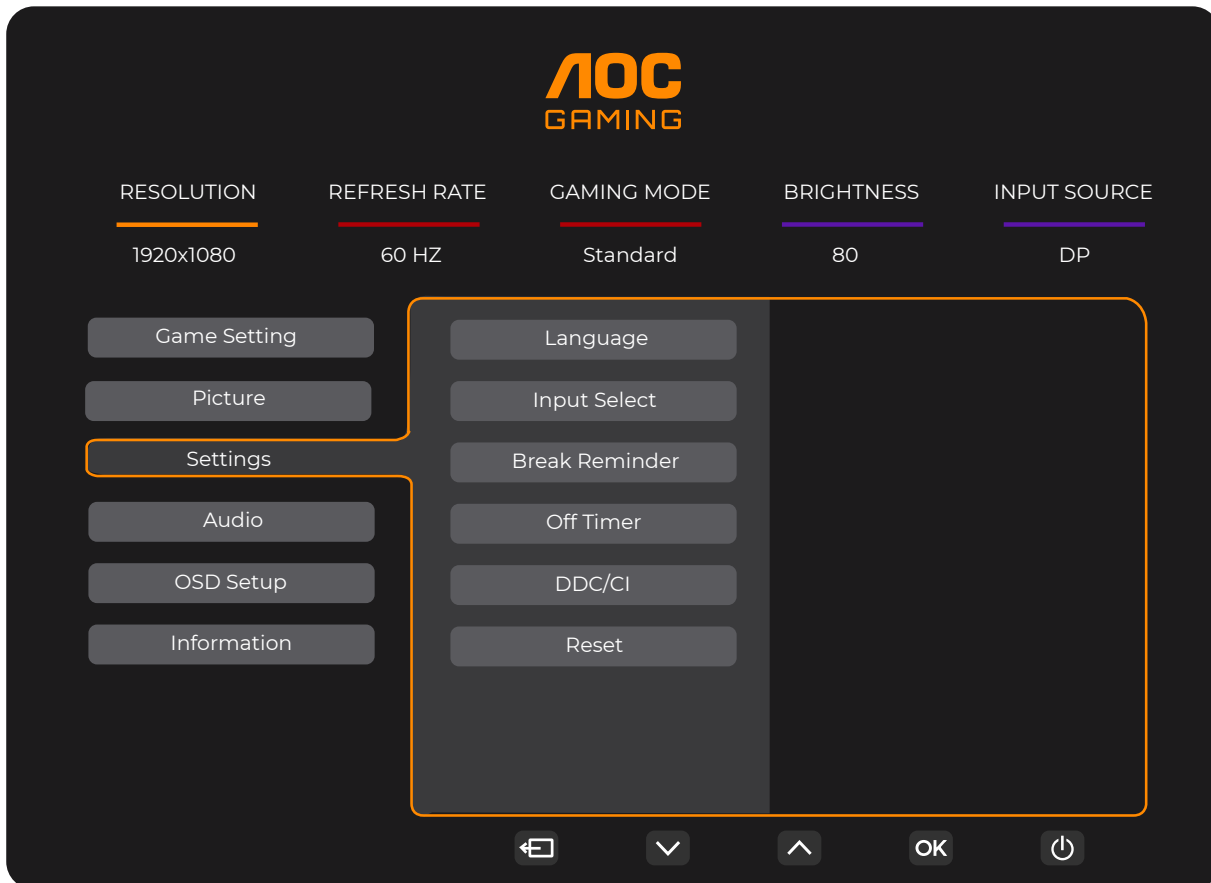 AOC
GAMING
RESOLUTION REFRESH RATE GAMING MODE BRIGHTNESS INPUT SOURCE
1920x1080 60 HZ Standard 80 DP
Game Setting
Picture
Settings
Audio
OSD Setup
Information
Language
Input Select
Break Reminder
Off Timer
DDC/CI
Reset
OK